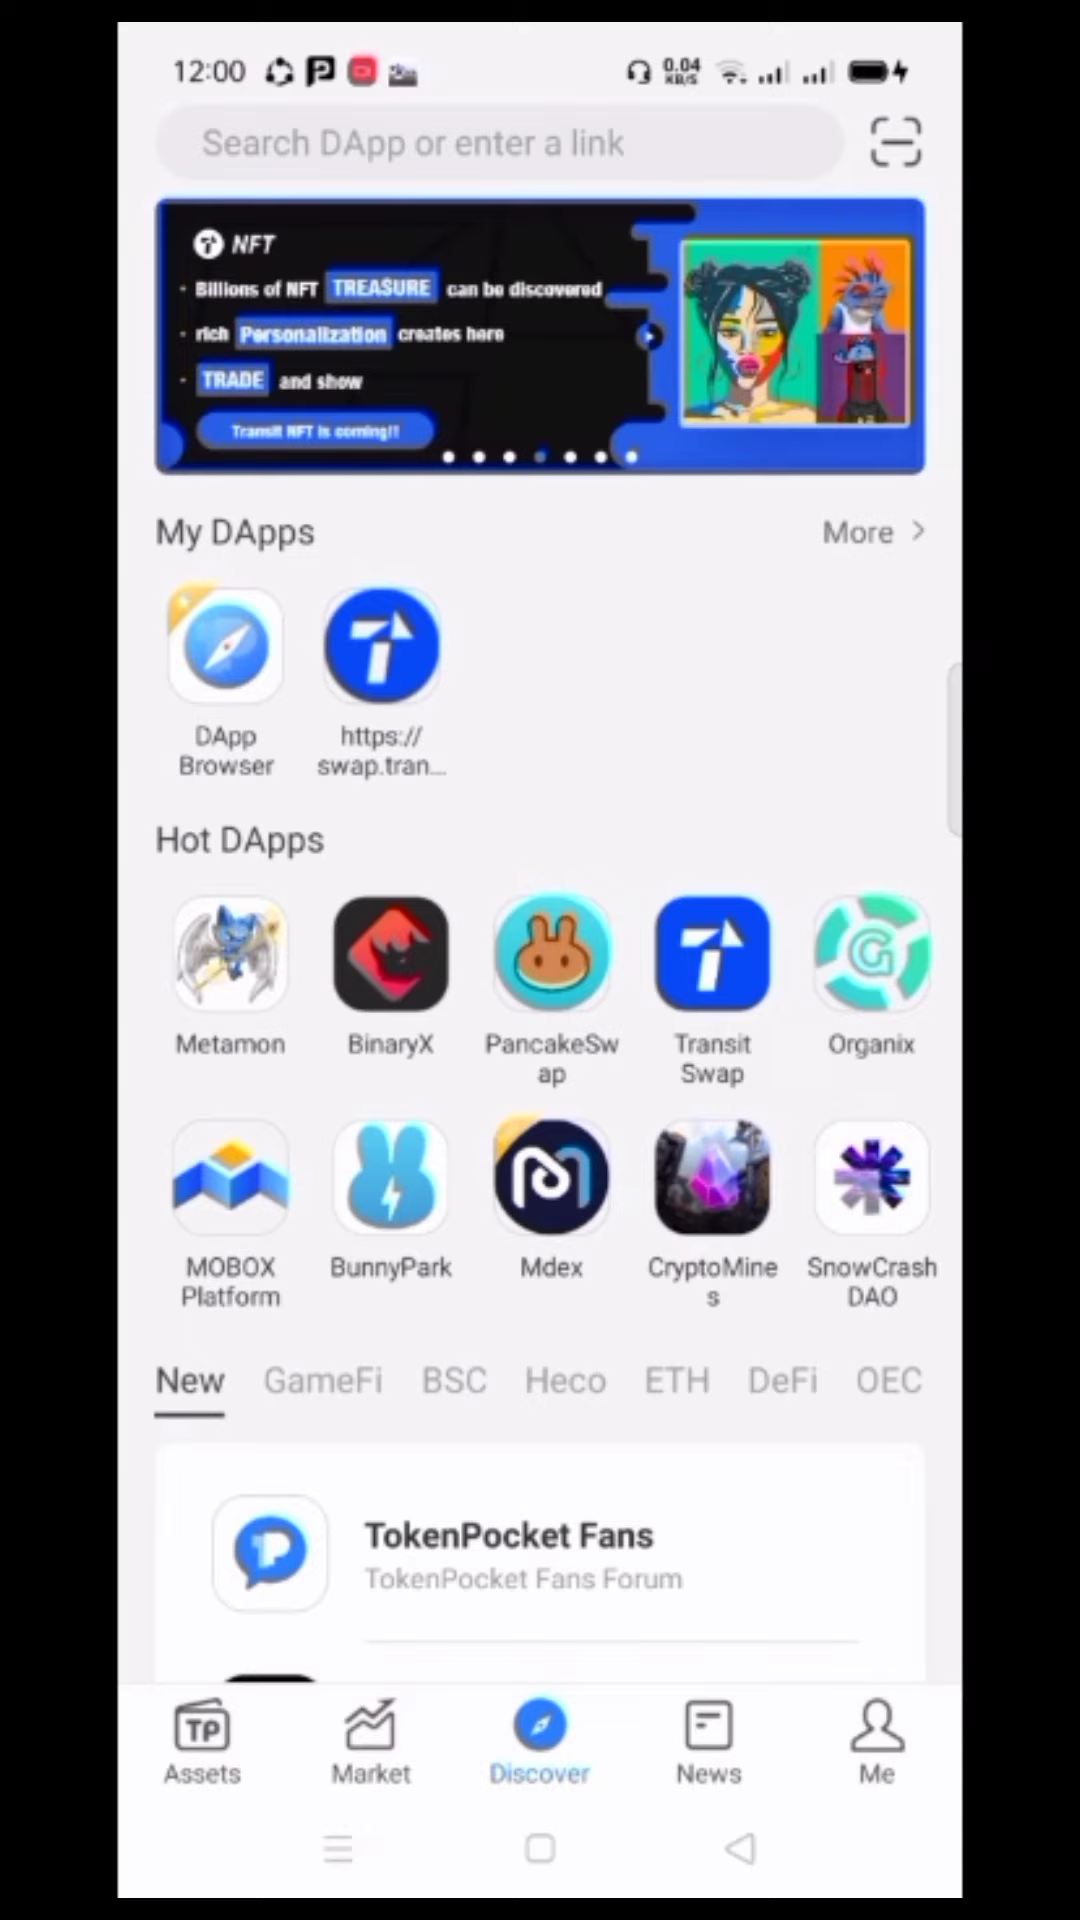 12:00
0.04
KB/S
Search DApp or enter a link
NFT
· Billions of NFT TREASURE can be discovered
· rich Personalization creates here
· TRADE and show
Transit NFT is coming!!
My DApps
More >
DApp
Browser
https://
swap.tran...
Hot DApps
Metamon
BinaryX
PancakeSw
ap
Transit
Swap
Organix
MOBOX
Platform
BunnyPark
Mdex
CryptoMine
s
SnowCrash
DAO
New GameFi BSC Heco ETH DeFi OEC
TokenPocket Fans
TokenPocket Fans Forum
TP
Assets
Market
Discover
News
Me